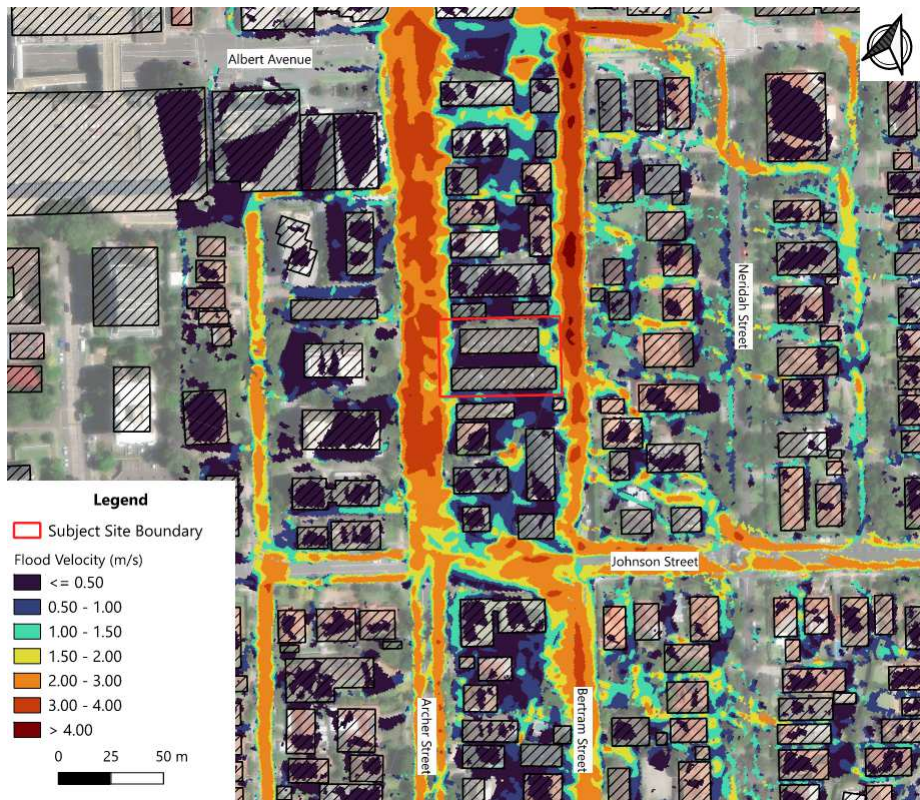 Albert Avenue
Neridah Street
Johnson Street
Archer Street
Bertram Street
Legend
Subject Site Boundary
Flood Velocity (m/s)
<= 0.50
0.50 - 1.00
1.00 - 1.50
1.50 - 2.00
2.00 - 3.00
3.00 - 4.00
> 4.00
0 25 50 m